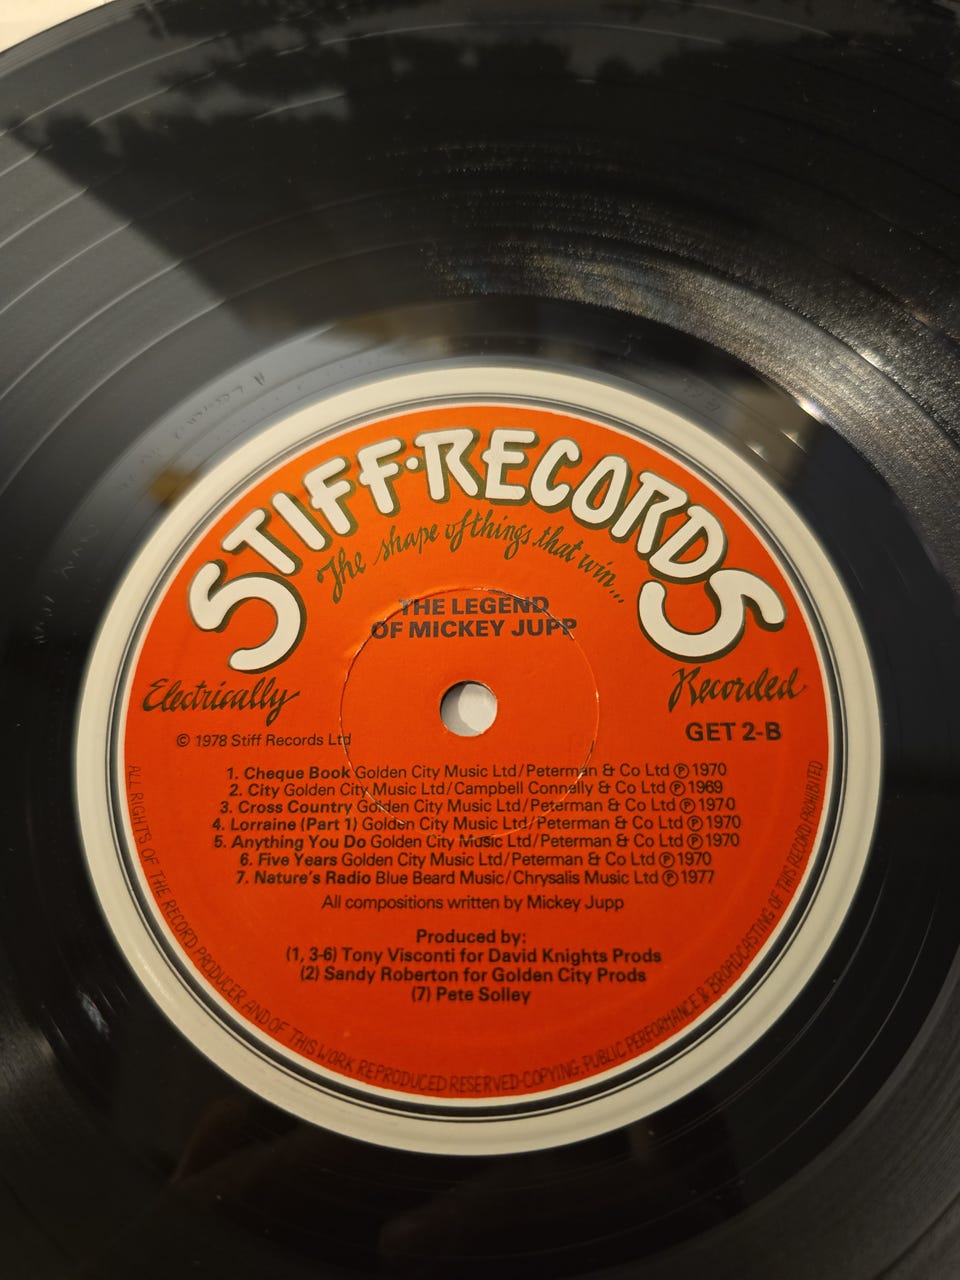 STIFF·RECORDS
The shape of things that win...
THE LEGEND
OF MICKEY JUPP
Electrically
Recorded
© 1978 Stiff Records Ltd
GET 2-B
1. Cheque Book Golden City Music Ltd/Peterman & Co Ltd ℗ 1970
2. City Golden City Music Ltd/Campbell Connelly & Co Ltd ℗ 1969
3. Cross Country Golden City Music Ltd/Peterman & Co Ltd ℗ 1970
4. Lorraine (Part 1) Golden City Music Ltd/Peterman & Co Ltd ℗ 1970
5. Anything You Do Golden City Music Ltd/Peterman & Co Ltd ℗ 1970
6. Five Years Golden City Music Ltd/Peterman & Co Ltd ℗ 1970
7. Nature's Radio Blue Beard Music/Chrysalis Music Ltd ℗ 1977
All compositions written by Mickey Jupp
Produced by:
(1, 3-6) Tony Visconti for David Knights Prods
(2) Sandy Roberton for Golden City Prods
(7) Pete Solley
ALL RIGHTS OF THE RECORD PRODUCER AND OF THIS WORK REPRODUCED RESERVED-COPYING, PUBLIC PERFORMANCE & BROADCASTING OF THIS RECORD PROHIBITED